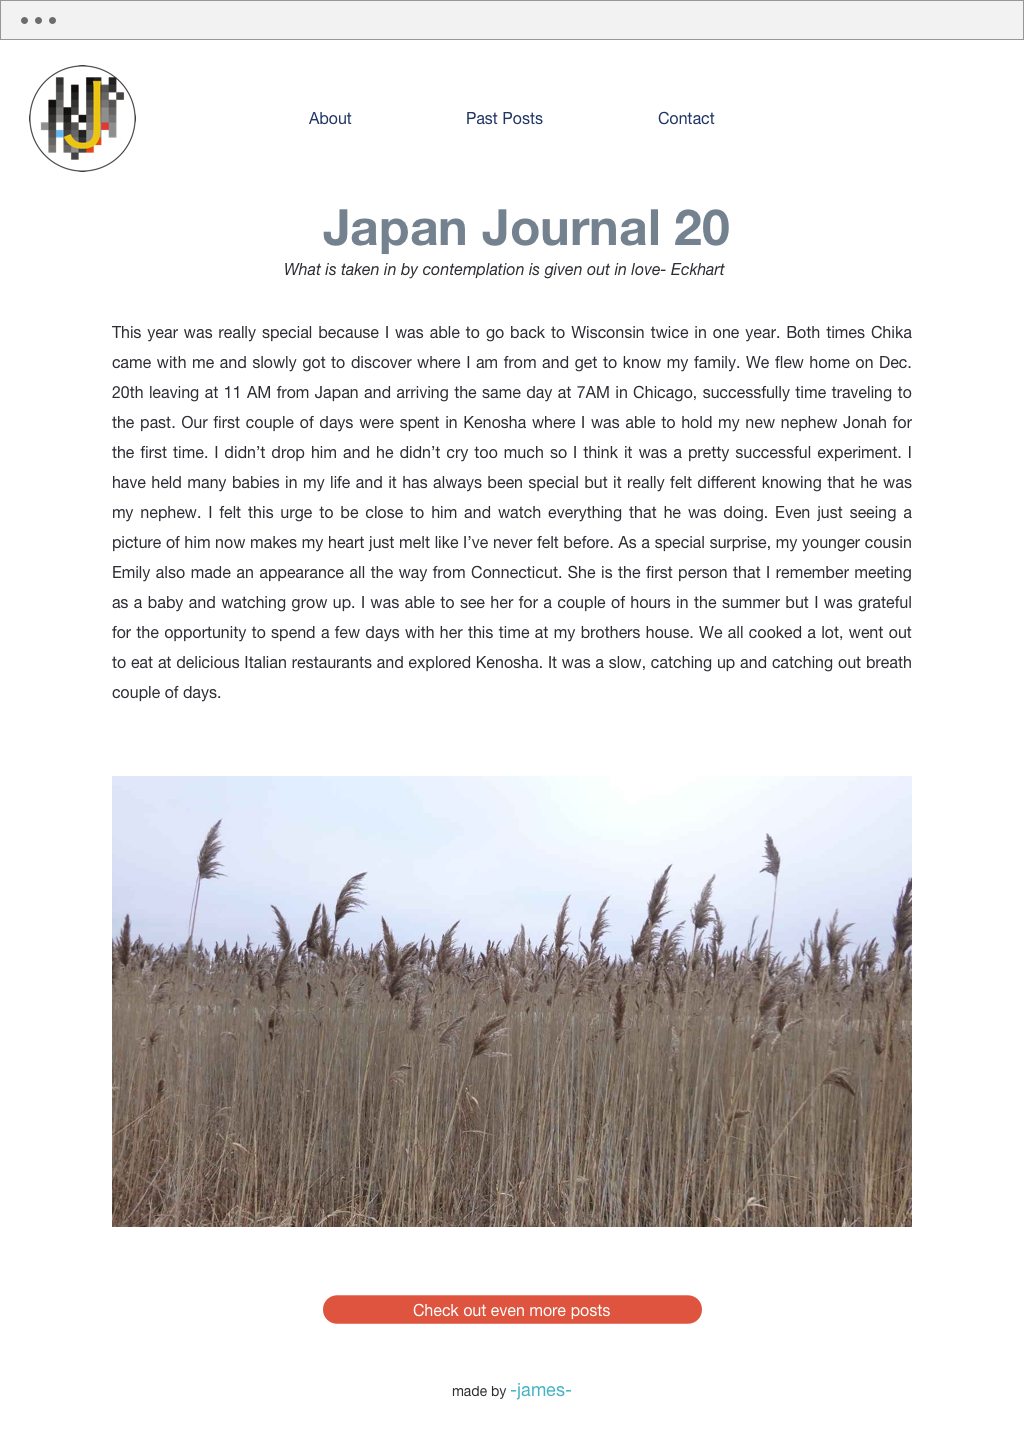 J
About
Past Posts
Contact
Japan Journal 20
What is taken in by contemplation is given out in love- Eckhart
This year was really special because I was able to go back to Wisconsin twice in one year. Both times Chika
came with me and slowly got to discover where I am from and get to know my family. We flew home on Dec.
20th leaving at 11 AM from Japan and arriving the same day at 7AM in Chicago, successfully time traveling to
the past. Our first couple of days were spent in Kenosha where I was able to hold my new nephew Jonah for
the first time. I didn’t drop him and he didn’t cry too much so I think it was a pretty successful experiment. I
have held many babies in my life and it has always been special but it really felt different knowing that he was
my nephew. I felt this urge to be close to him and watch everything that he was doing. Even just seeing a
picture of him now makes my heart just melt like I’ve never felt before. As a special surprise, my younger cousin
Emily also made an appearance all the way from Connecticut. She is the first person that I remember meeting
as a baby and watching grow up. I was able to see her for a couple of hours in the summer but I was grateful
for the opportunity to spend a few days with her this time at my brothers house. We all cooked a lot, went out
to eat at delicious Italian restaurants and explored Kenosha. It was a slow, catching up and catching out breath
couple of days.
Check out even more posts
made by -james-